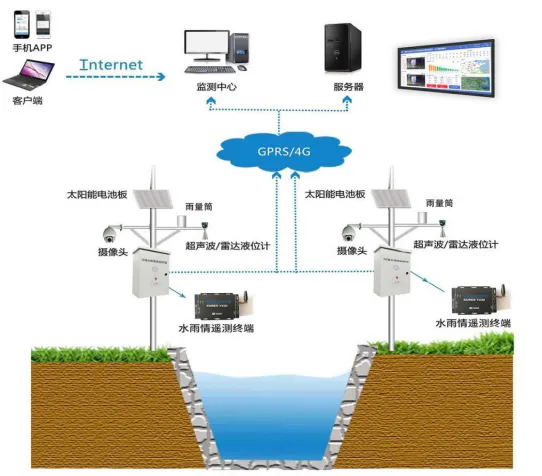 手机APP
Internet
客户端
监测中心
服务器
GPRS/4G
太阳能电池板
雨量筒
摄像头
超声波/雷达液位计
水雨情遥测终端
太阳能电池板
雨量筒
摄像头
超声波/雷达液位计
水雨情遥测终端